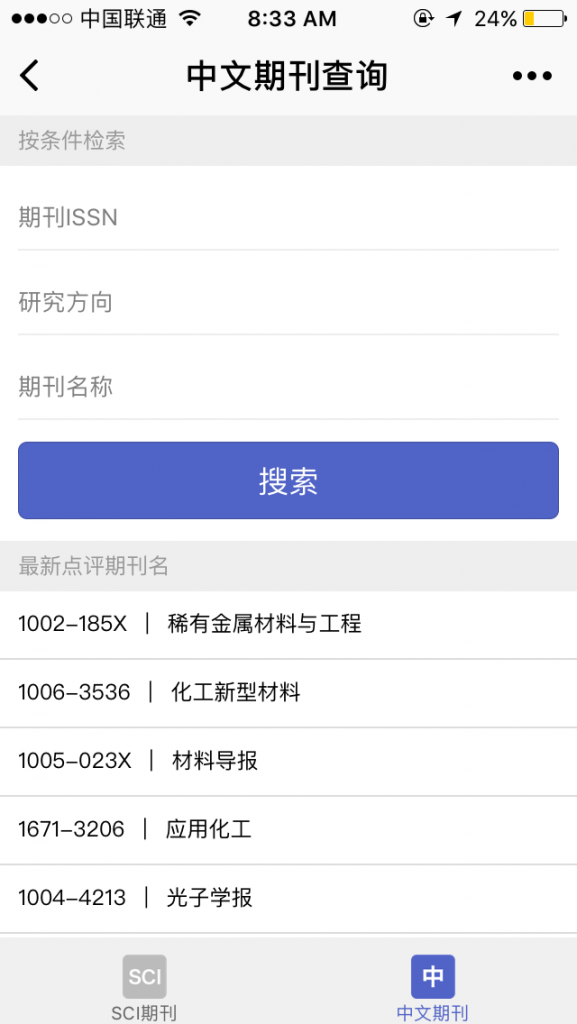 中国联通 8:33 AM 24%
中文期刊查询
按条件检索
期刊ISSN
研究方向
期刊名称
搜索
最新点评期刊名
1002-185X | 稀有金属材料与工程
1006-3536 | 化工新型材料
1005-023X | 材料导报
1671-3206 | 应用化工
1004-4213 | 光子学报
SCI 中
SCI期刊 中文期刊